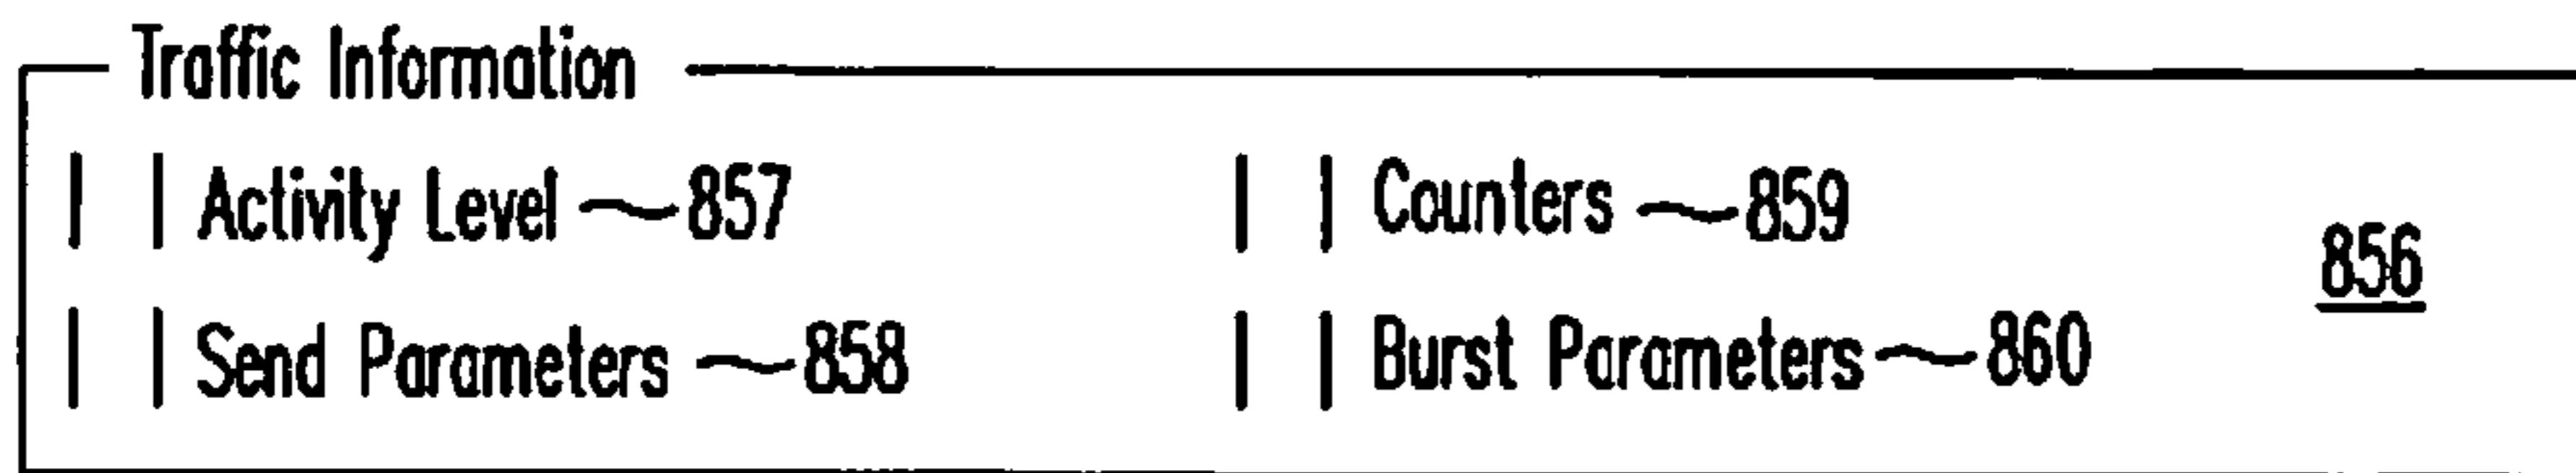 Traffic Information
| | Activity Level ~857 | | Counters ~859
856
| | Send Parameters ~858 | | Burst Parameters ~860